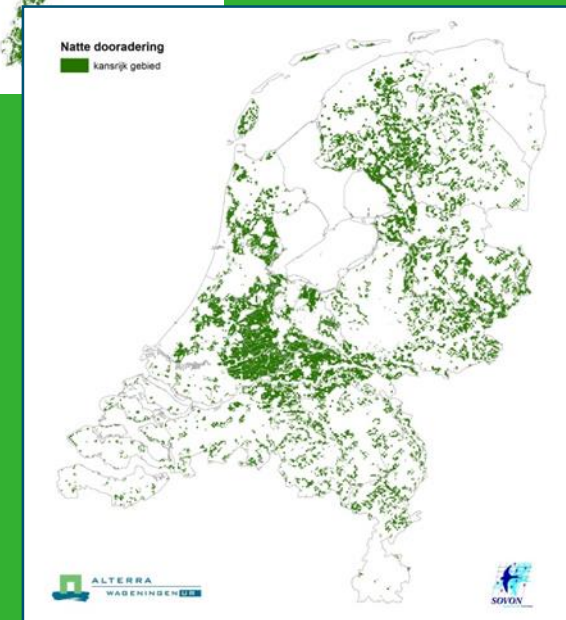 Natte dooradering
kansrijk gebied
ALTERRA
WAGENINGEN UR
SOVON